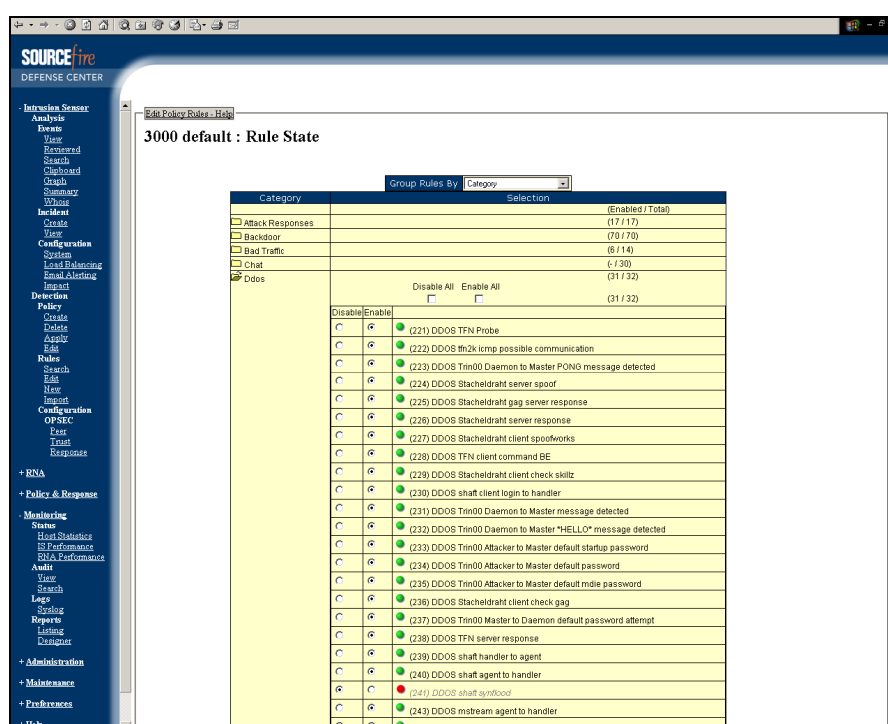 SOURCEfire
DEFENSE CENTER
- Intrusion Sensor
Analysis
Events
View
Reviewed
Search
Clipboard
Graph
Summary
Whois
Incident
Create
View
Configuration
System
Load Balancing
Email Alerting
Impact
Detection
Policy
Create
Delete
Apply
Edit
Rules
Search
Edit
New
Import
Configuration
OPSEC
Peer
Trust
Response
+ RNA
+ Policy & Response
- Monitoring
Status
Host Statistics
IS Performance
RNA Performance
Audit
View
Search
Logs
Syslog
Reports
Listing
Designer
+ Administration
+ Maintenance
+ Preferences
+ Help
Edit Policy Rules - Help
3000 default : Rule State
Group Rules By Category
Category Selection
(Enabled / Total)
Attack Responses (17 / 17)
Backdoor (70 / 70)
Bad Traffic (6 / 14)
Chat (- / 30)
Ddos (31 / 32)
Disable All Enable All
(31 / 32)
Disable Enable
(221) DDOS TFN Probe
(222) DDOS tfn2k icmp possible communication
(223) DDOS Trin00 Daemon to Master PONG message detected
(224) DDOS Stacheldraht server spoof
(225) DDOS Stacheldraht gag server response
(226) DDOS Stacheldraht server response
(227) DDOS Stacheldraht client spoofworks
(228) DDOS TFN client command BE
(229) DDOS Stacheldraht client check skillz
(230) DDOS shaft client login to handler
(231) DDOS Trin00 Daemon to Master message detected
(232) DDOS Trin00 Daemon to Master *HELLO* message detected
(233) DDOS Trin00 Attacker to Master default startup password
(234) DDOS Trin00 Attacker to Master default password
(235) DDOS Trin00 Attacker to Master default mdie password
(236) DDOS Stacheldraht client check gag
(237) DDOS Trin00 Master to Daemon default password attempt
(238) DDOS TFN server response
(239) DDOS shaft handler to agent
(240) DDOS shaft agent to handler
(241) DDOS shaft synflood
(243) DDOS mstream agent to handler